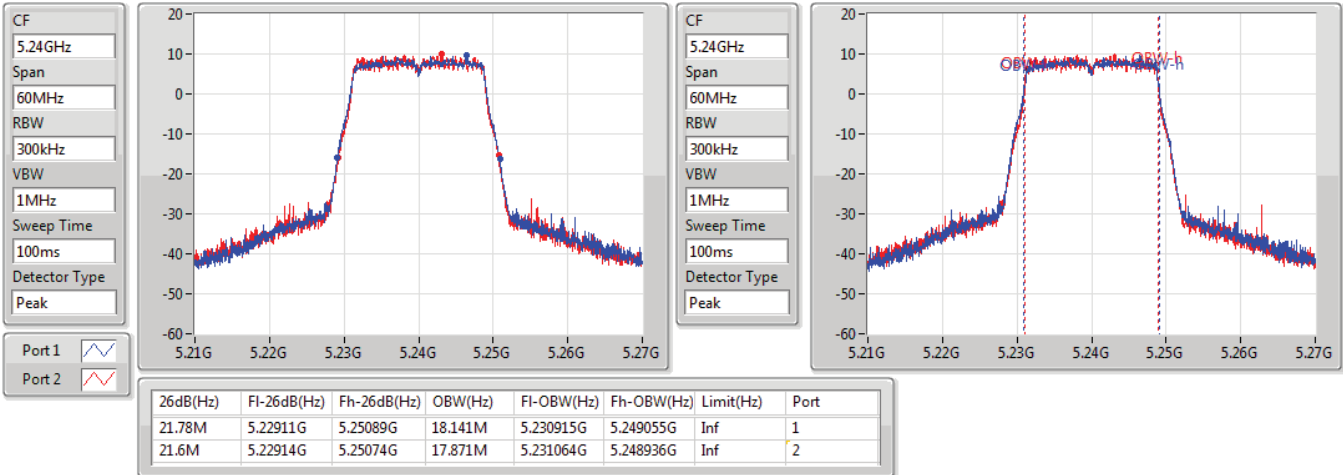 CF
5.24GHz
Span
60MHz
RBW
300kHz
VBW
1MHz
Sweep Time
100ms
Detector Type
Peak
Port 1
Port 2
20
10
0
-10
-20
-30
-40
-50
-60
5.21G 5.22G 5.23G 5.24G 5.25G 5.26G 5.27G
CF
5.24GHz
Span
60MHz
RBW
300kHz
VBW
1MHz
Sweep Time
100ms
Detector Type
Peak
20
10
0
-10
-20
-30
-40
-50
-60
OBW-h
OBW-h
5.21G 5.22G 5.23G 5.24G 5.25G 5.26G 5.27G
26dB(Hz) Fl-26dB(Hz) Fh-26dB(Hz) OBW(Hz) Fl-OBW(Hz) Fh-OBW(Hz) Limit(Hz) Port
21.78M 5.22911G 5.25089G 18.141M 5.230915G 5.249055G Inf 1
21.6M 5.22914G 5.25074G 17.871M 5.231064G 5.248936G Inf 2